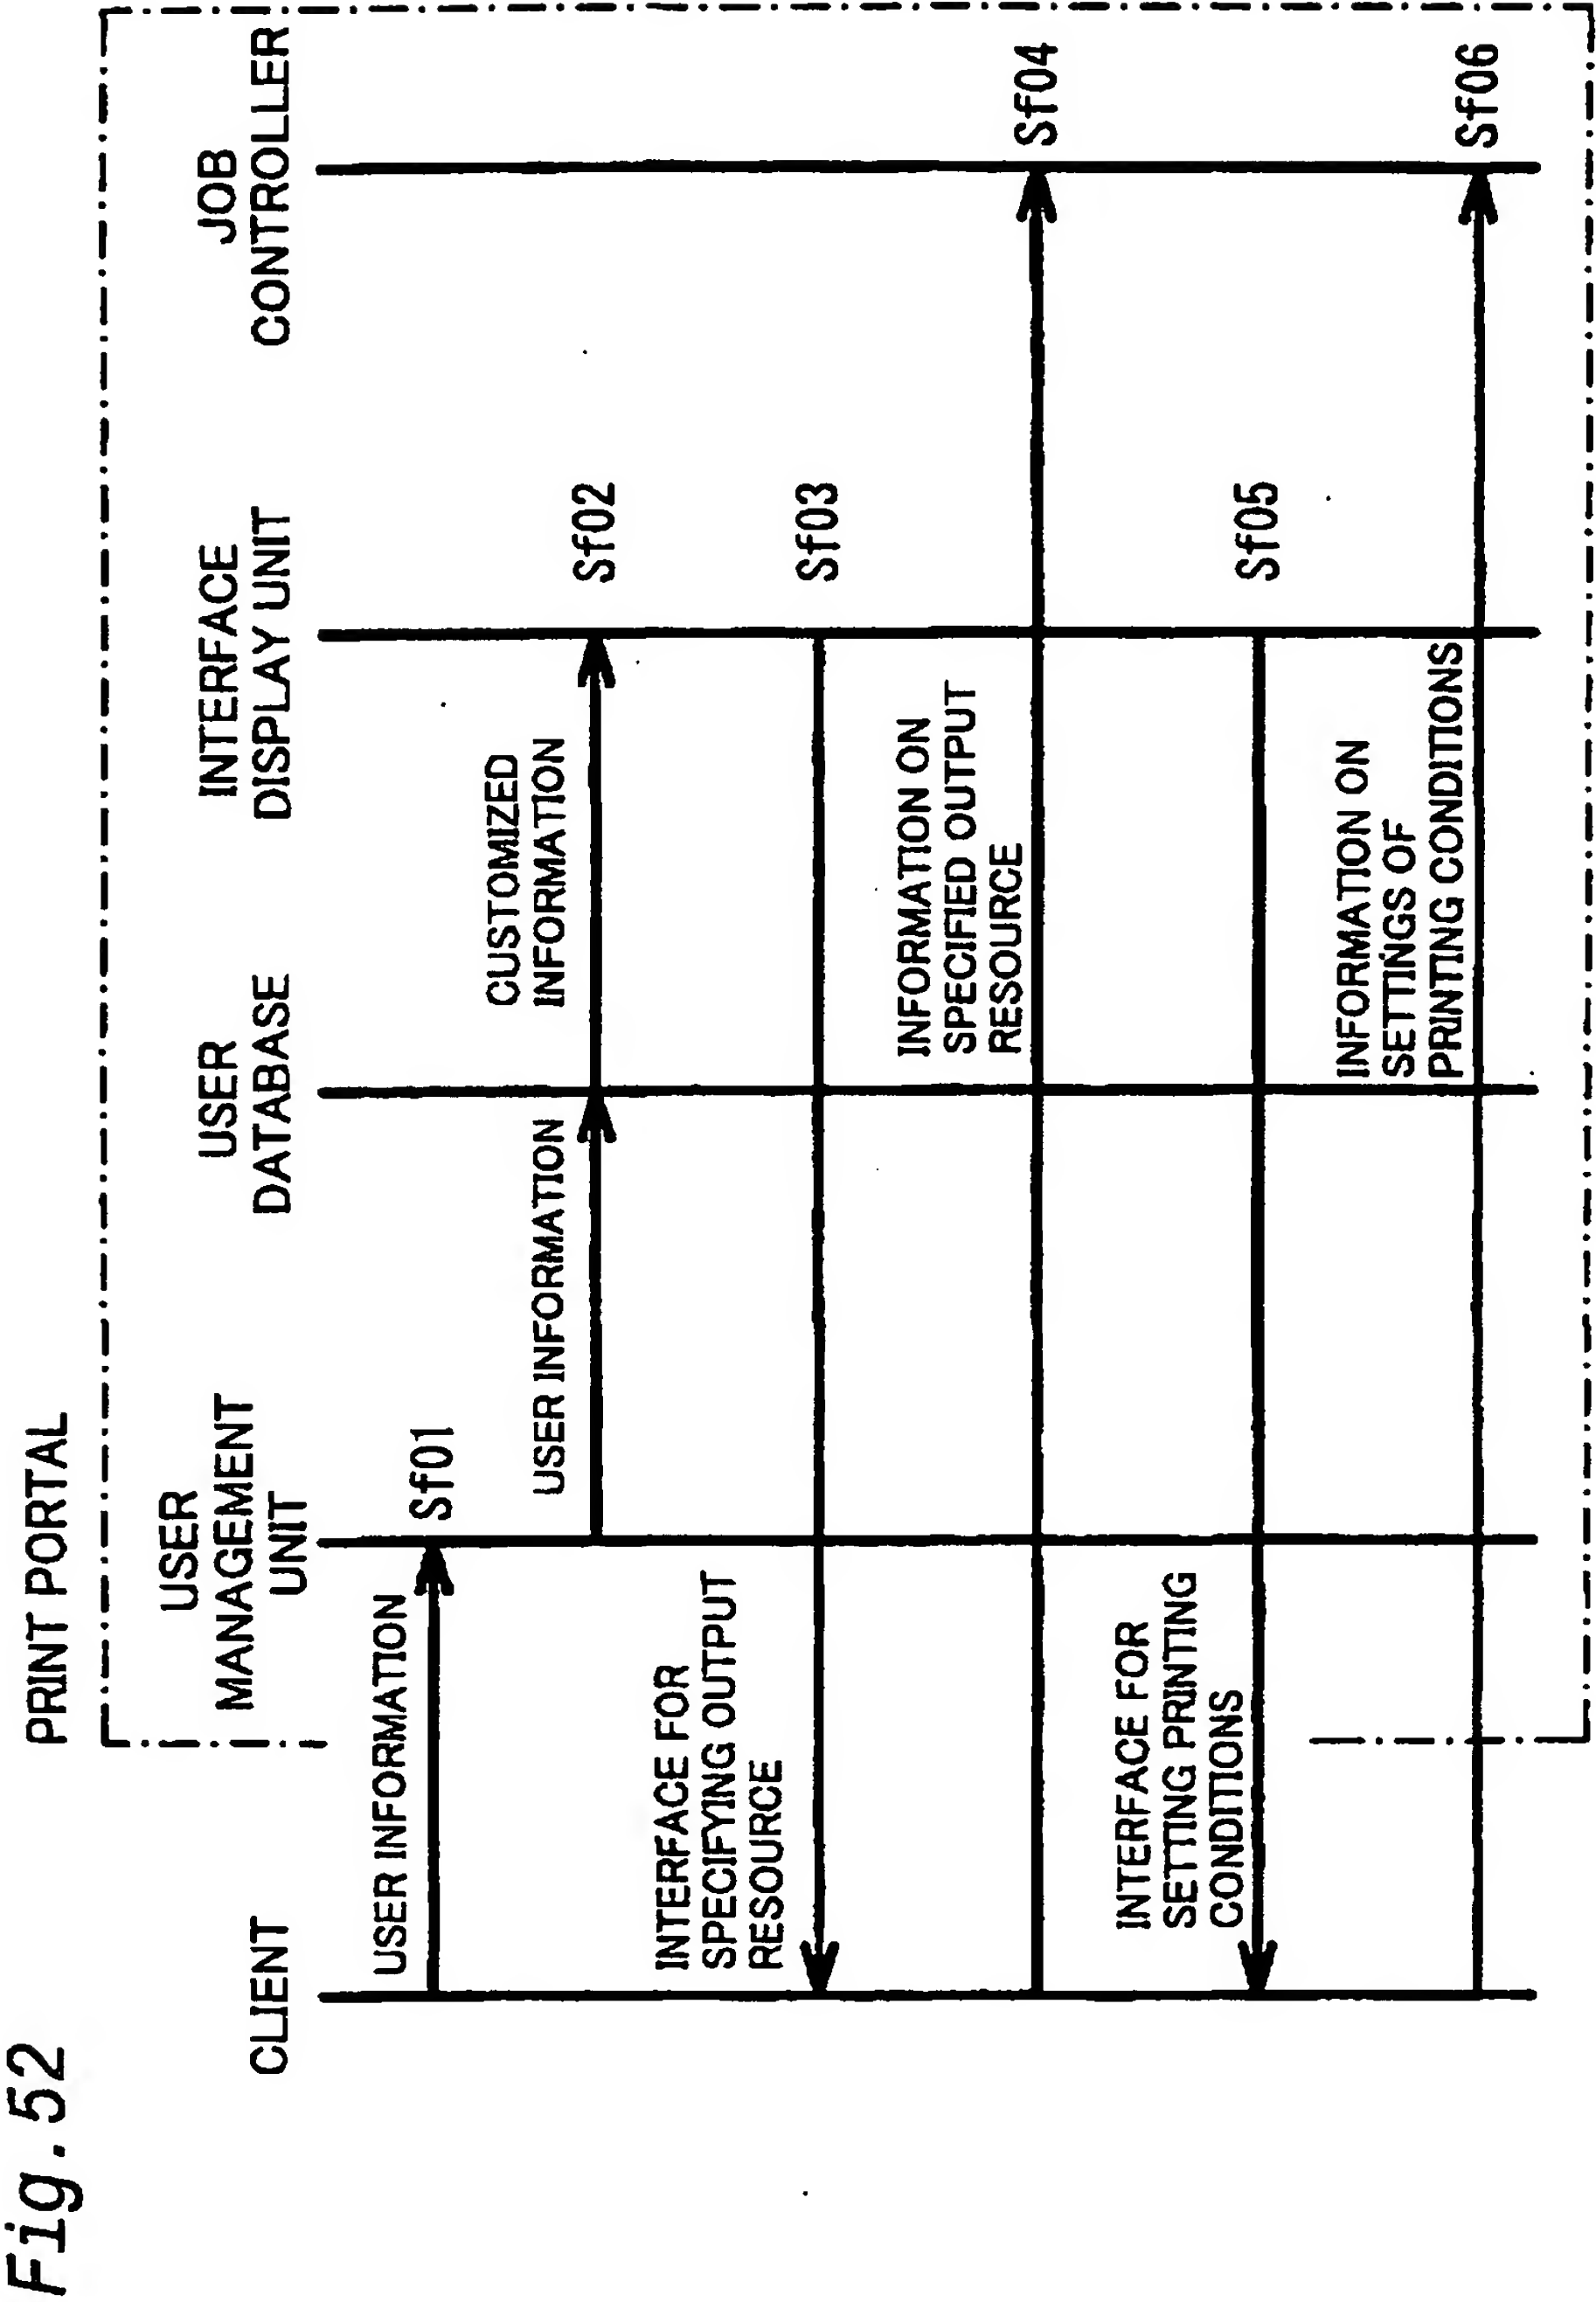 Fig. 52
PRINT PORTAL
CLIENT
USER
MANAGEMENT
UNIT
USER
DATABASE
INTERFACE
DISPLAY UNIT
JOB
CONTROLLER
USER INFORMATION
Sf01
USER INFORMATION
CUSTOMIZED
INFORMATION
Sf02
INTERFACE FOR
SPECIFYING OUTPUT
RESOURCE
Sf03
INFORMATION ON
SPECIFIED OUTPUT
RESOURCE
Sf04
INTERFACE FOR
SETTING PRINTING
CONDITIONS
Sf05
INFORMATION ON
SETTINGS OF
PRINTING CONDITIONS
Sf06